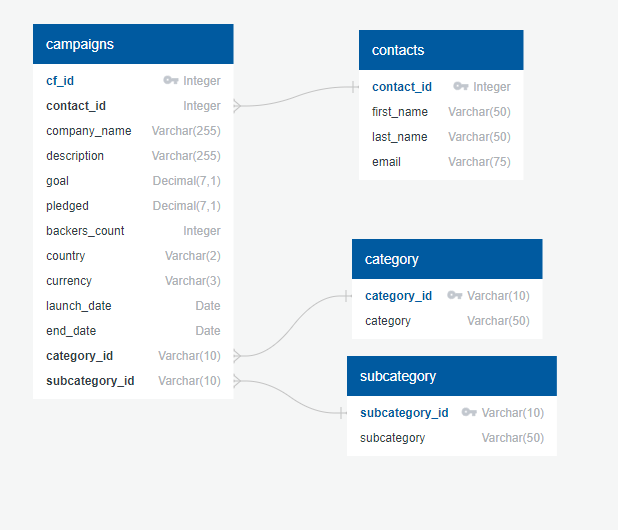 campaigns
cf_id Integer
contact_id Integer
company_name Varchar(255)
description Varchar(255)
goal Decimal(7,1)
pledged Decimal(7,1)
backers_count Integer
country Varchar(2)
currency Varchar(3)
launch_date Date
end_date Date
category_id Varchar(10)
subcategory_id Varchar(10)
contacts
contact_id Integer
first_name Varchar(50)
last_name Varchar(50)
email Varchar(75)
category
category_id Varchar(10)
category Varchar(50)
subcategory
subcategory_id Varchar(10)
subcategory Varchar(50)